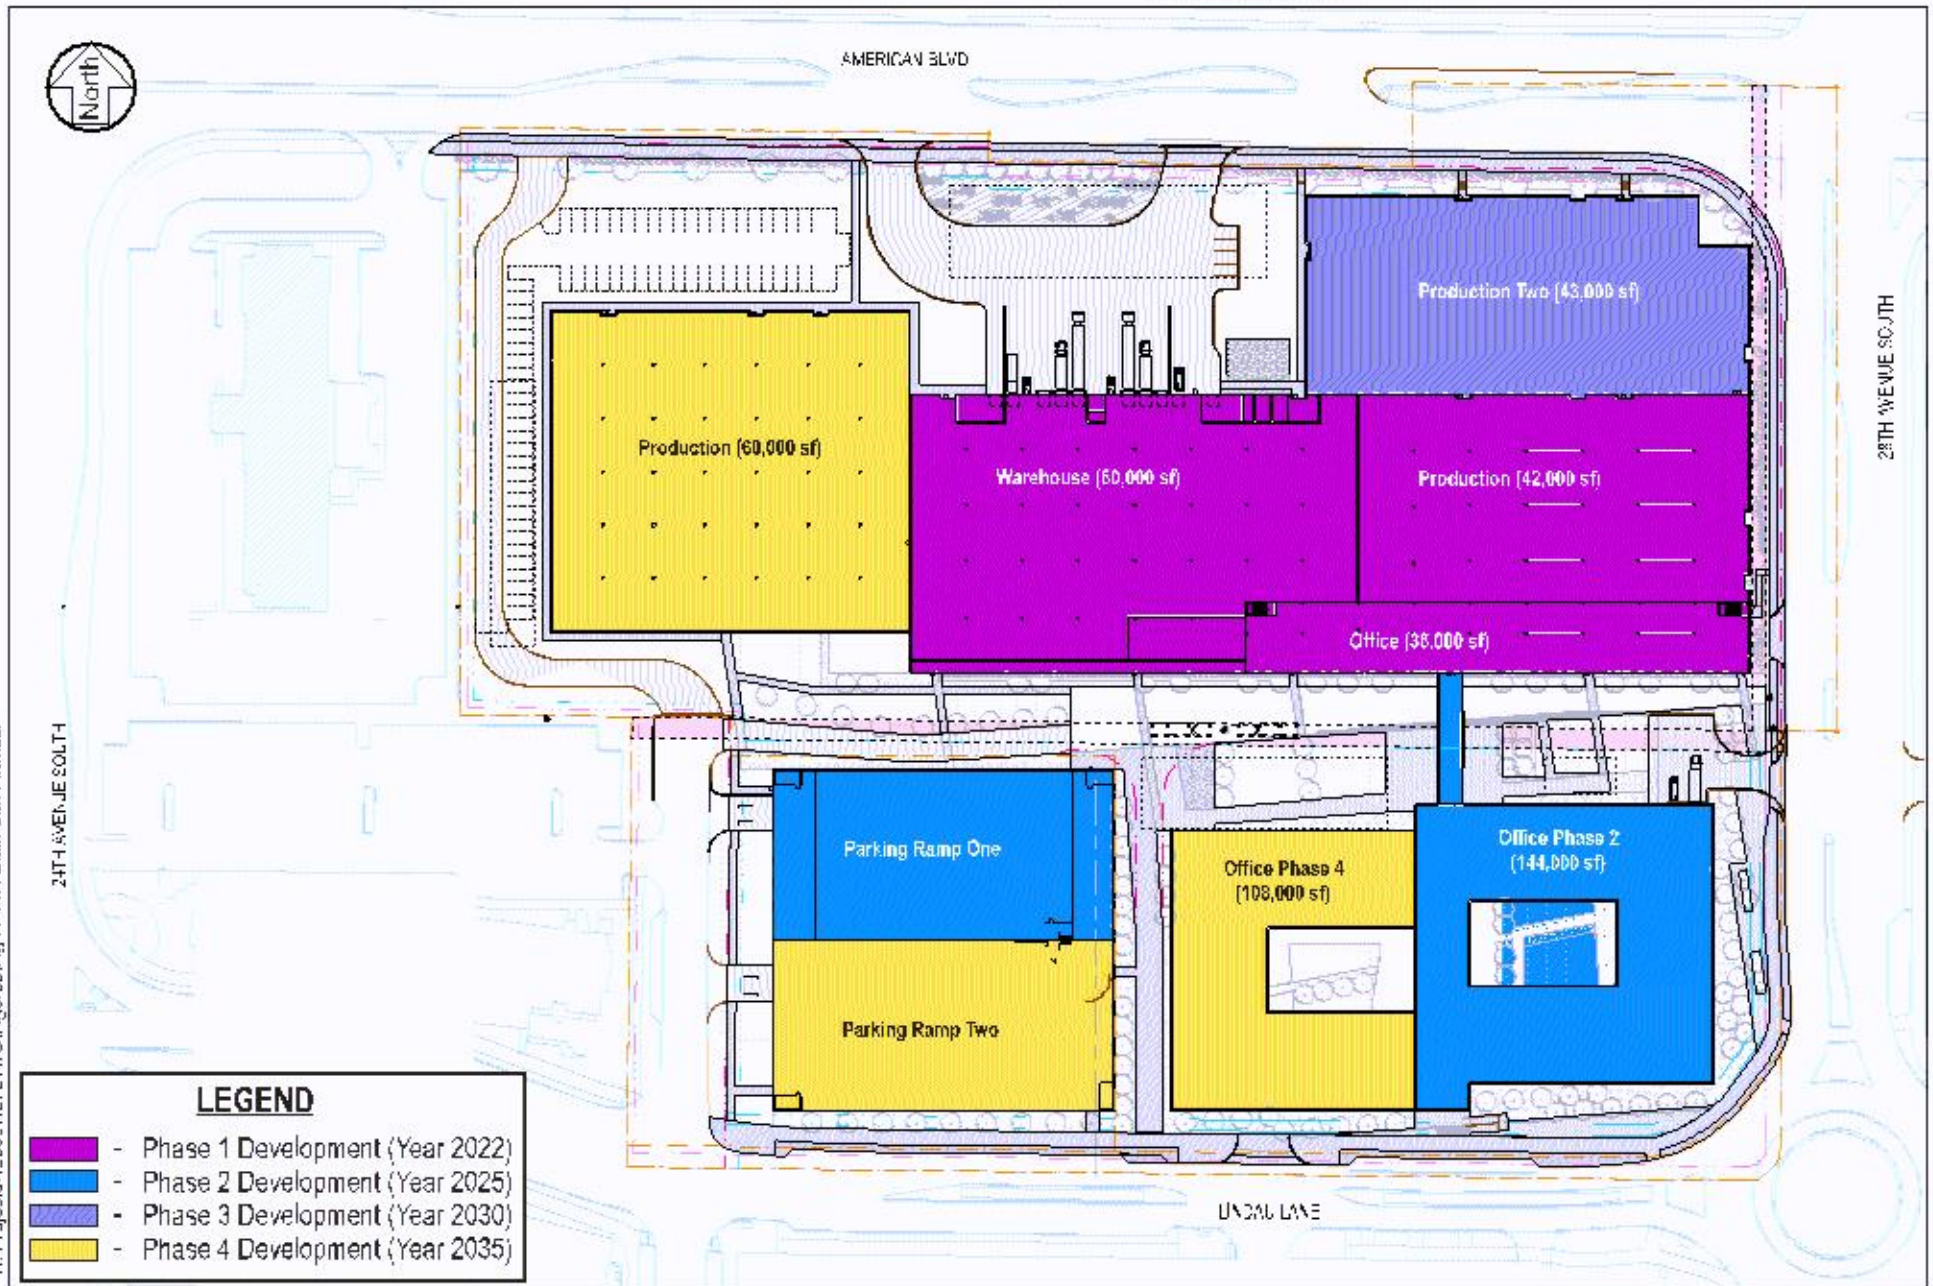 North
AMERICAN BLVD
28TH AVENUE SOUTH
Production Two (43,000 sf)
Production (60,000 sf)
Warehouse (50,000 sf)
Production (42,000 sf)
Office (36,000 sf)
24TH AVENUE SOUTH
Parking Ramp One
Office Phase 2
(144,000 sf)
Office Phase 4
(108,000 sf)
Parking Ramp Two
LEGEND
- Phase 1 Development (Year 2022)
- Phase 2 Development (Year 2025)
- Phase 3 Development (Year 2030)
- Phase 4 Development (Year 2035)
LINDAU LANE